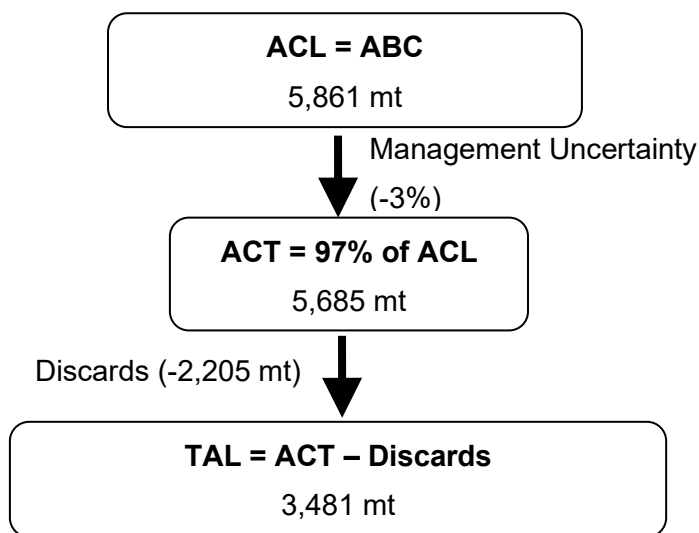 ACL = ABC
5,861 mt
Management Uncertainty
(-3%)
ACT = 97% of ACL
5,685 mt
Discards (-2,205 mt)
TAL = ACT – Discards
3,481 mt